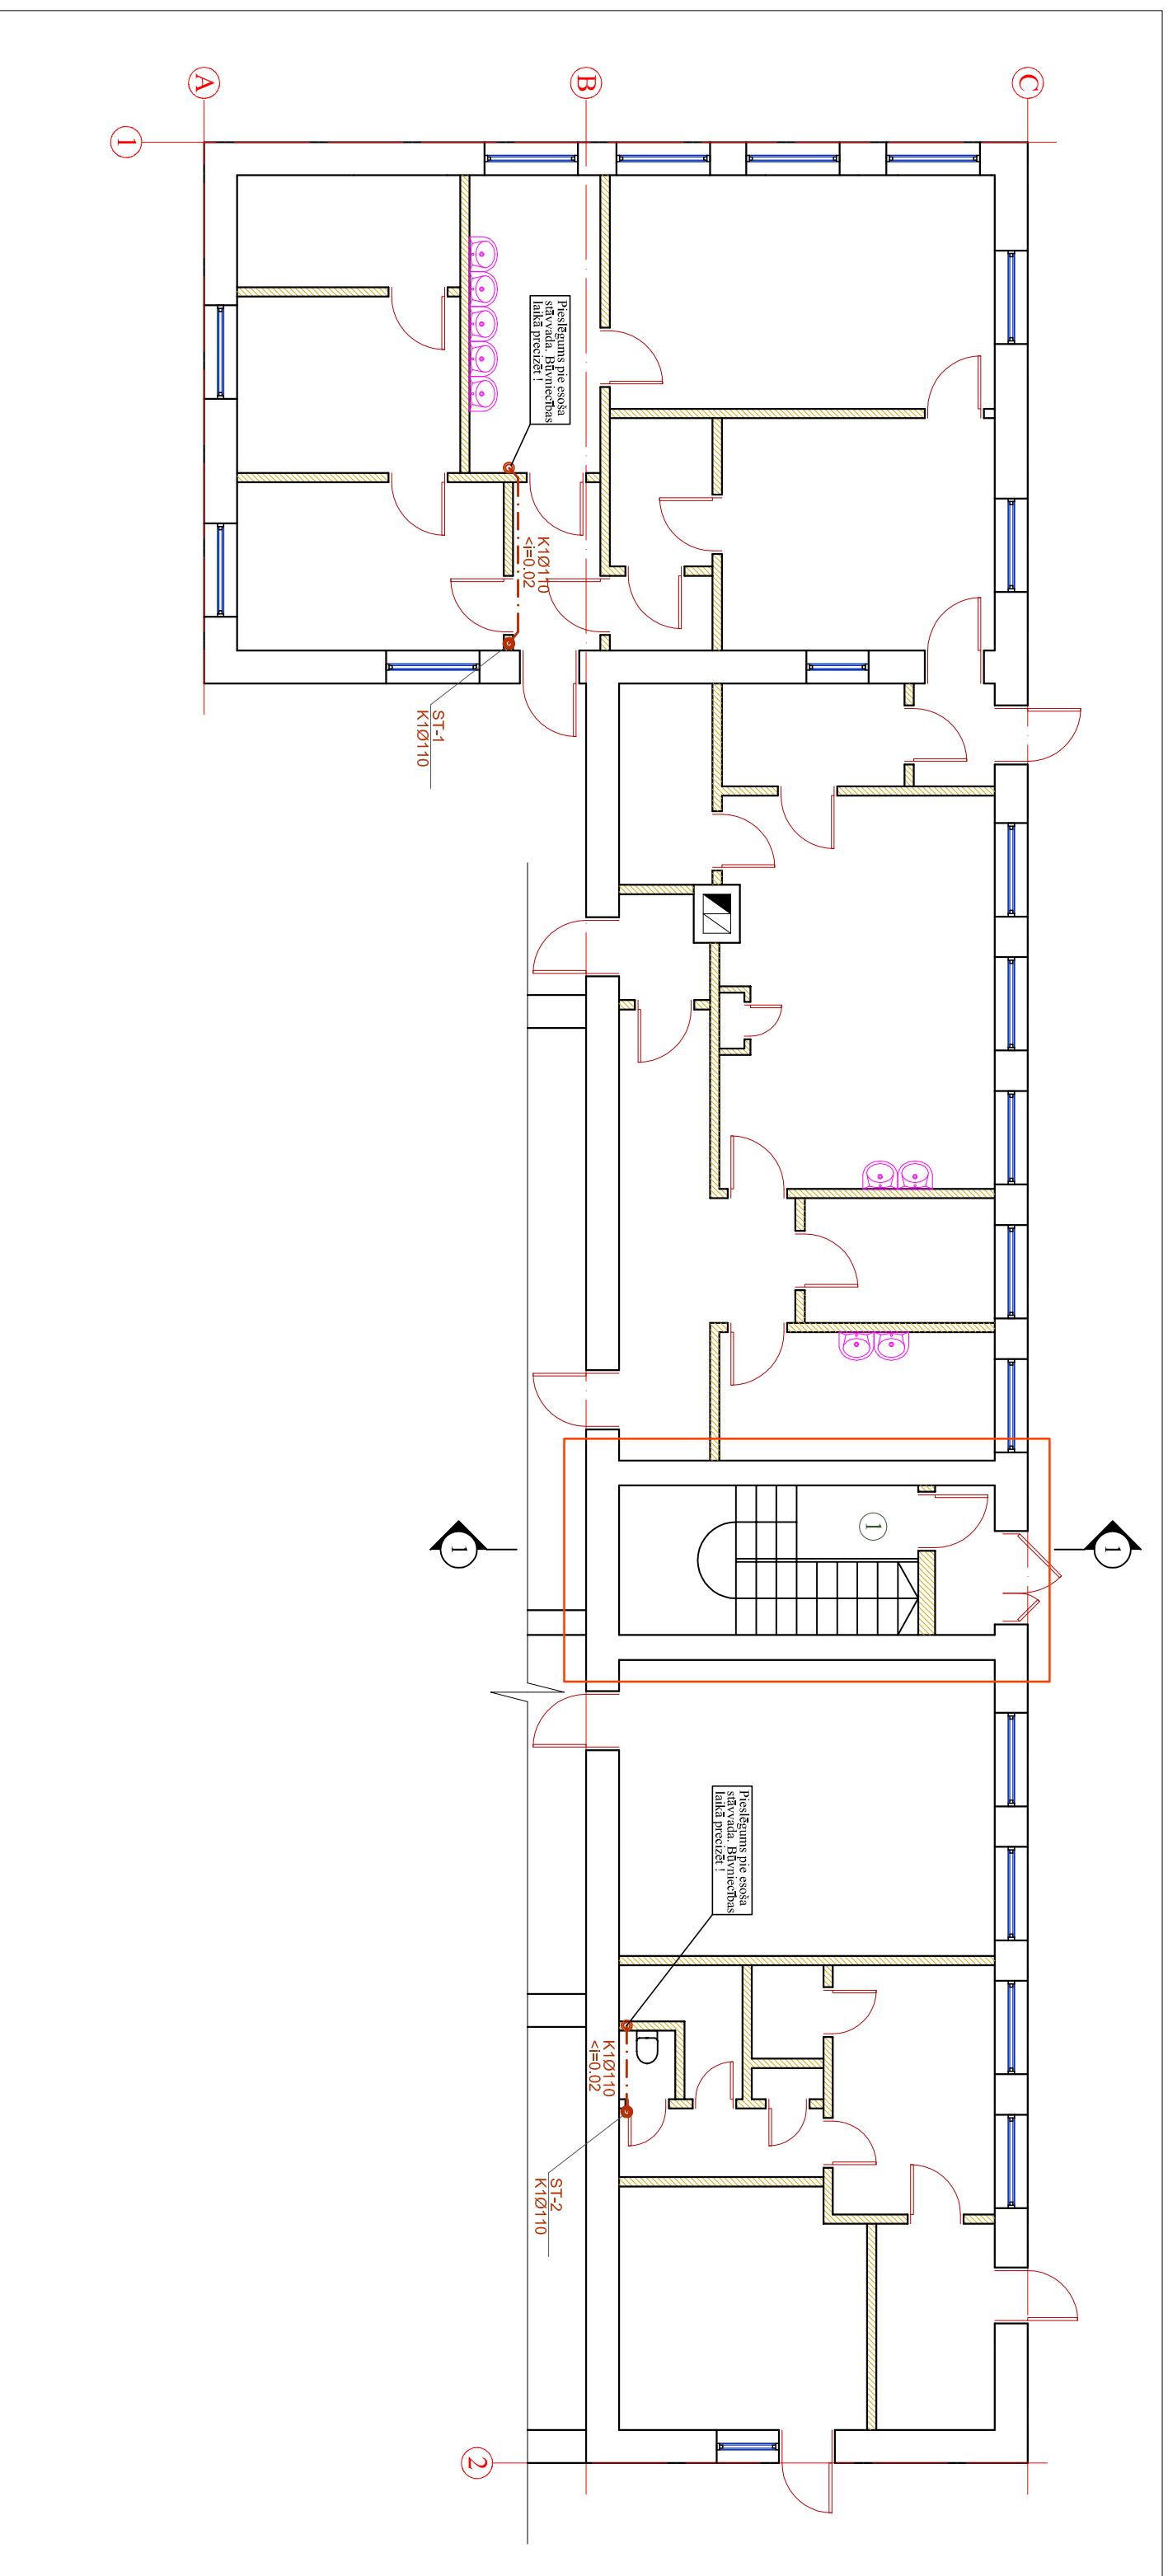 A
B
C
1
Pieslēgums pie esoša
stāvvada. Būvniecības
laikā precizēt !
K1Ø110
<i=0.02
ST-1
K1Ø110
1
1
1
Pieslēgums pie esoša
stāvvada. Būvniecības
laikā precizēt !
K1Ø110
<i=0.02
ST-2
K1Ø110
2